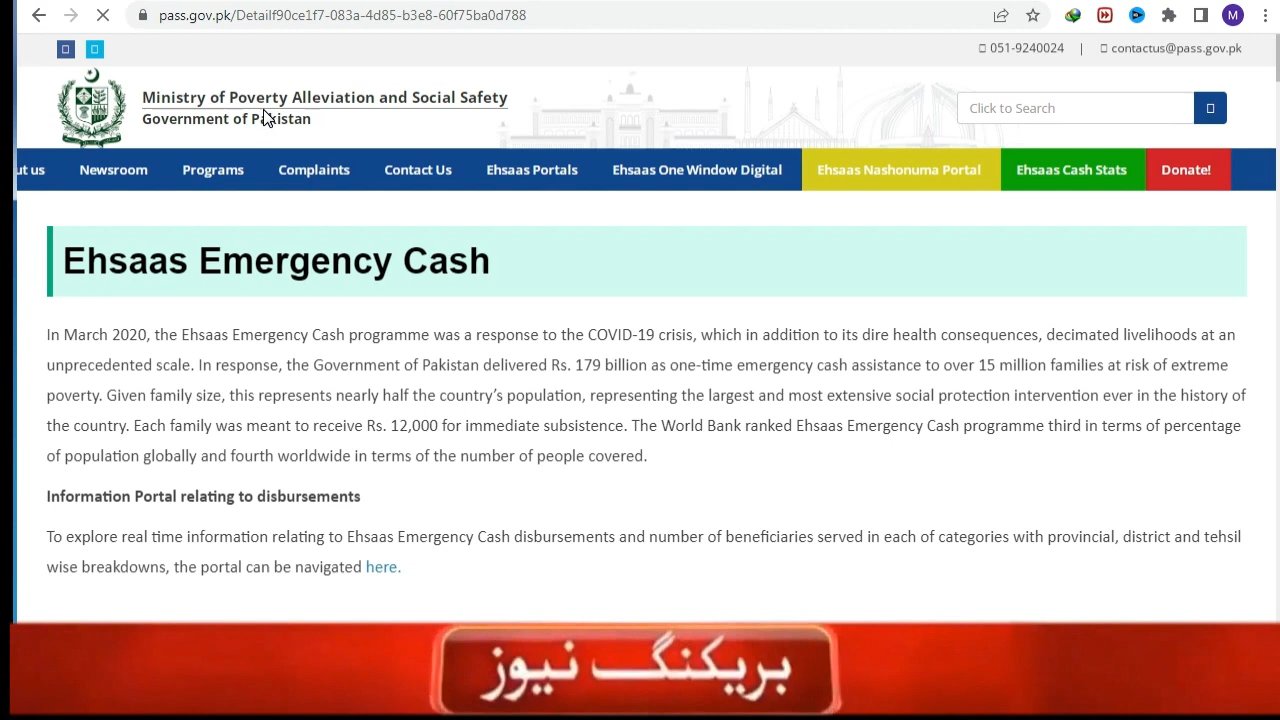 pass.gov.pk/Detailf90ce1f7-083a-4d85-b3e8-60f75ba0d788
M
051-9240024 | contactus@pass.gov.pk
Ministry of Poverty Alleviation and Social Safety
Government of Pakistan
Click to Search
ut us Newsroom Programs Complaints Contact Us Ehsaas Portals Ehsaas One Window Digital Ehsaas Nashonuma Portal Ehsaas Cash Stats Donate!
Ehsaas Emergency Cash
In March 2020, the Ehsaas Emergency Cash programme was a response to the COVID-19 crisis, which in addition to its dire health consequences, decimated livelihoods at an
unprecedented scale. In response, the Government of Pakistan delivered Rs. 179 billion as one-time emergency cash assistance to over 15 million families at risk of extreme
poverty. Given family size, this represents nearly half the country’s population, representing the largest and most extensive social protection intervention ever in the history of
the country. Each family was meant to receive Rs. 12,000 for immediate subsistence. The World Bank ranked Ehsaas Emergency Cash programme third in terms of percentage
of population globally and fourth worldwide in terms of the number of people covered.
Information Portal relating to disbursements
To explore real time information relating to Ehsaas Emergency Cash disbursements and number of beneficiaries served in each of categories with provincial, district and tehsil
wise breakdowns, the portal can be navigated here.
بریکنگ نیوز